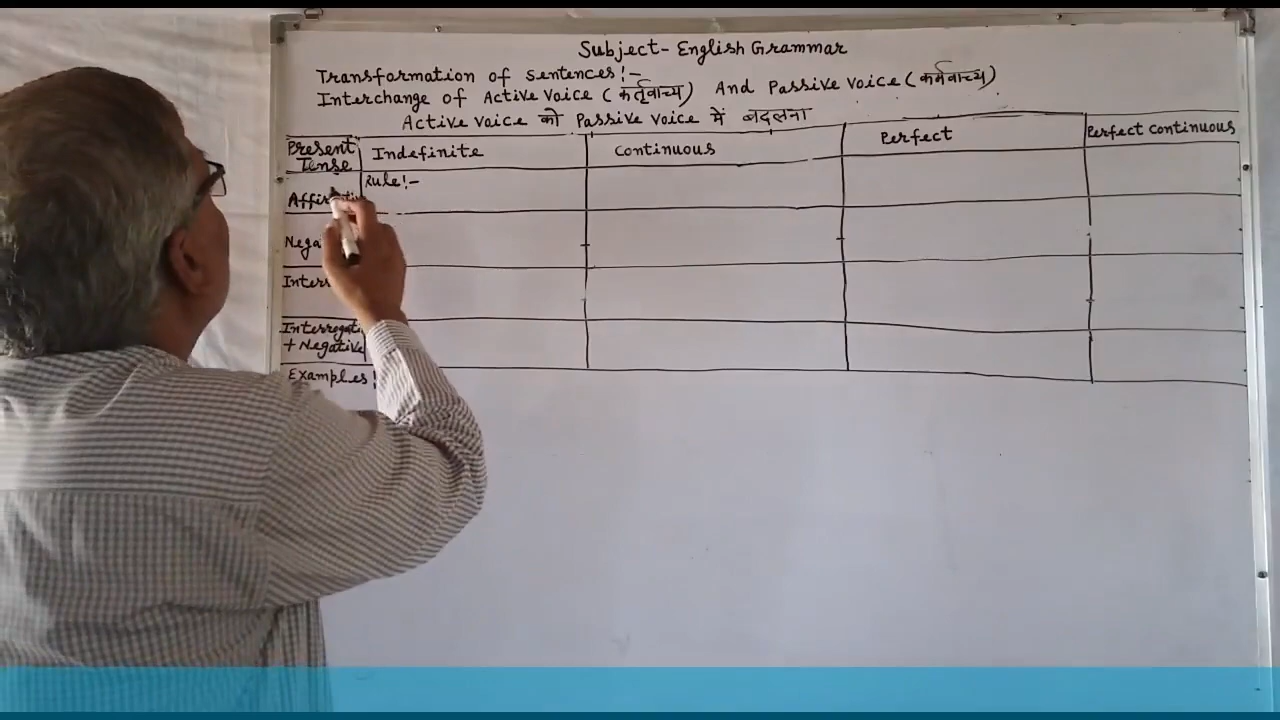 Subject- English Grammar
Transformation of sentences:-
Interchange of Active Voice (कर्तृवाच्य) And Passive voice (कर्मवाच्य)
Active voice को Passive voice में बदलना
Present Tense Indefinite Continuous Perfect Perfect Continuous
Rule:-
+ Negative
Examples: